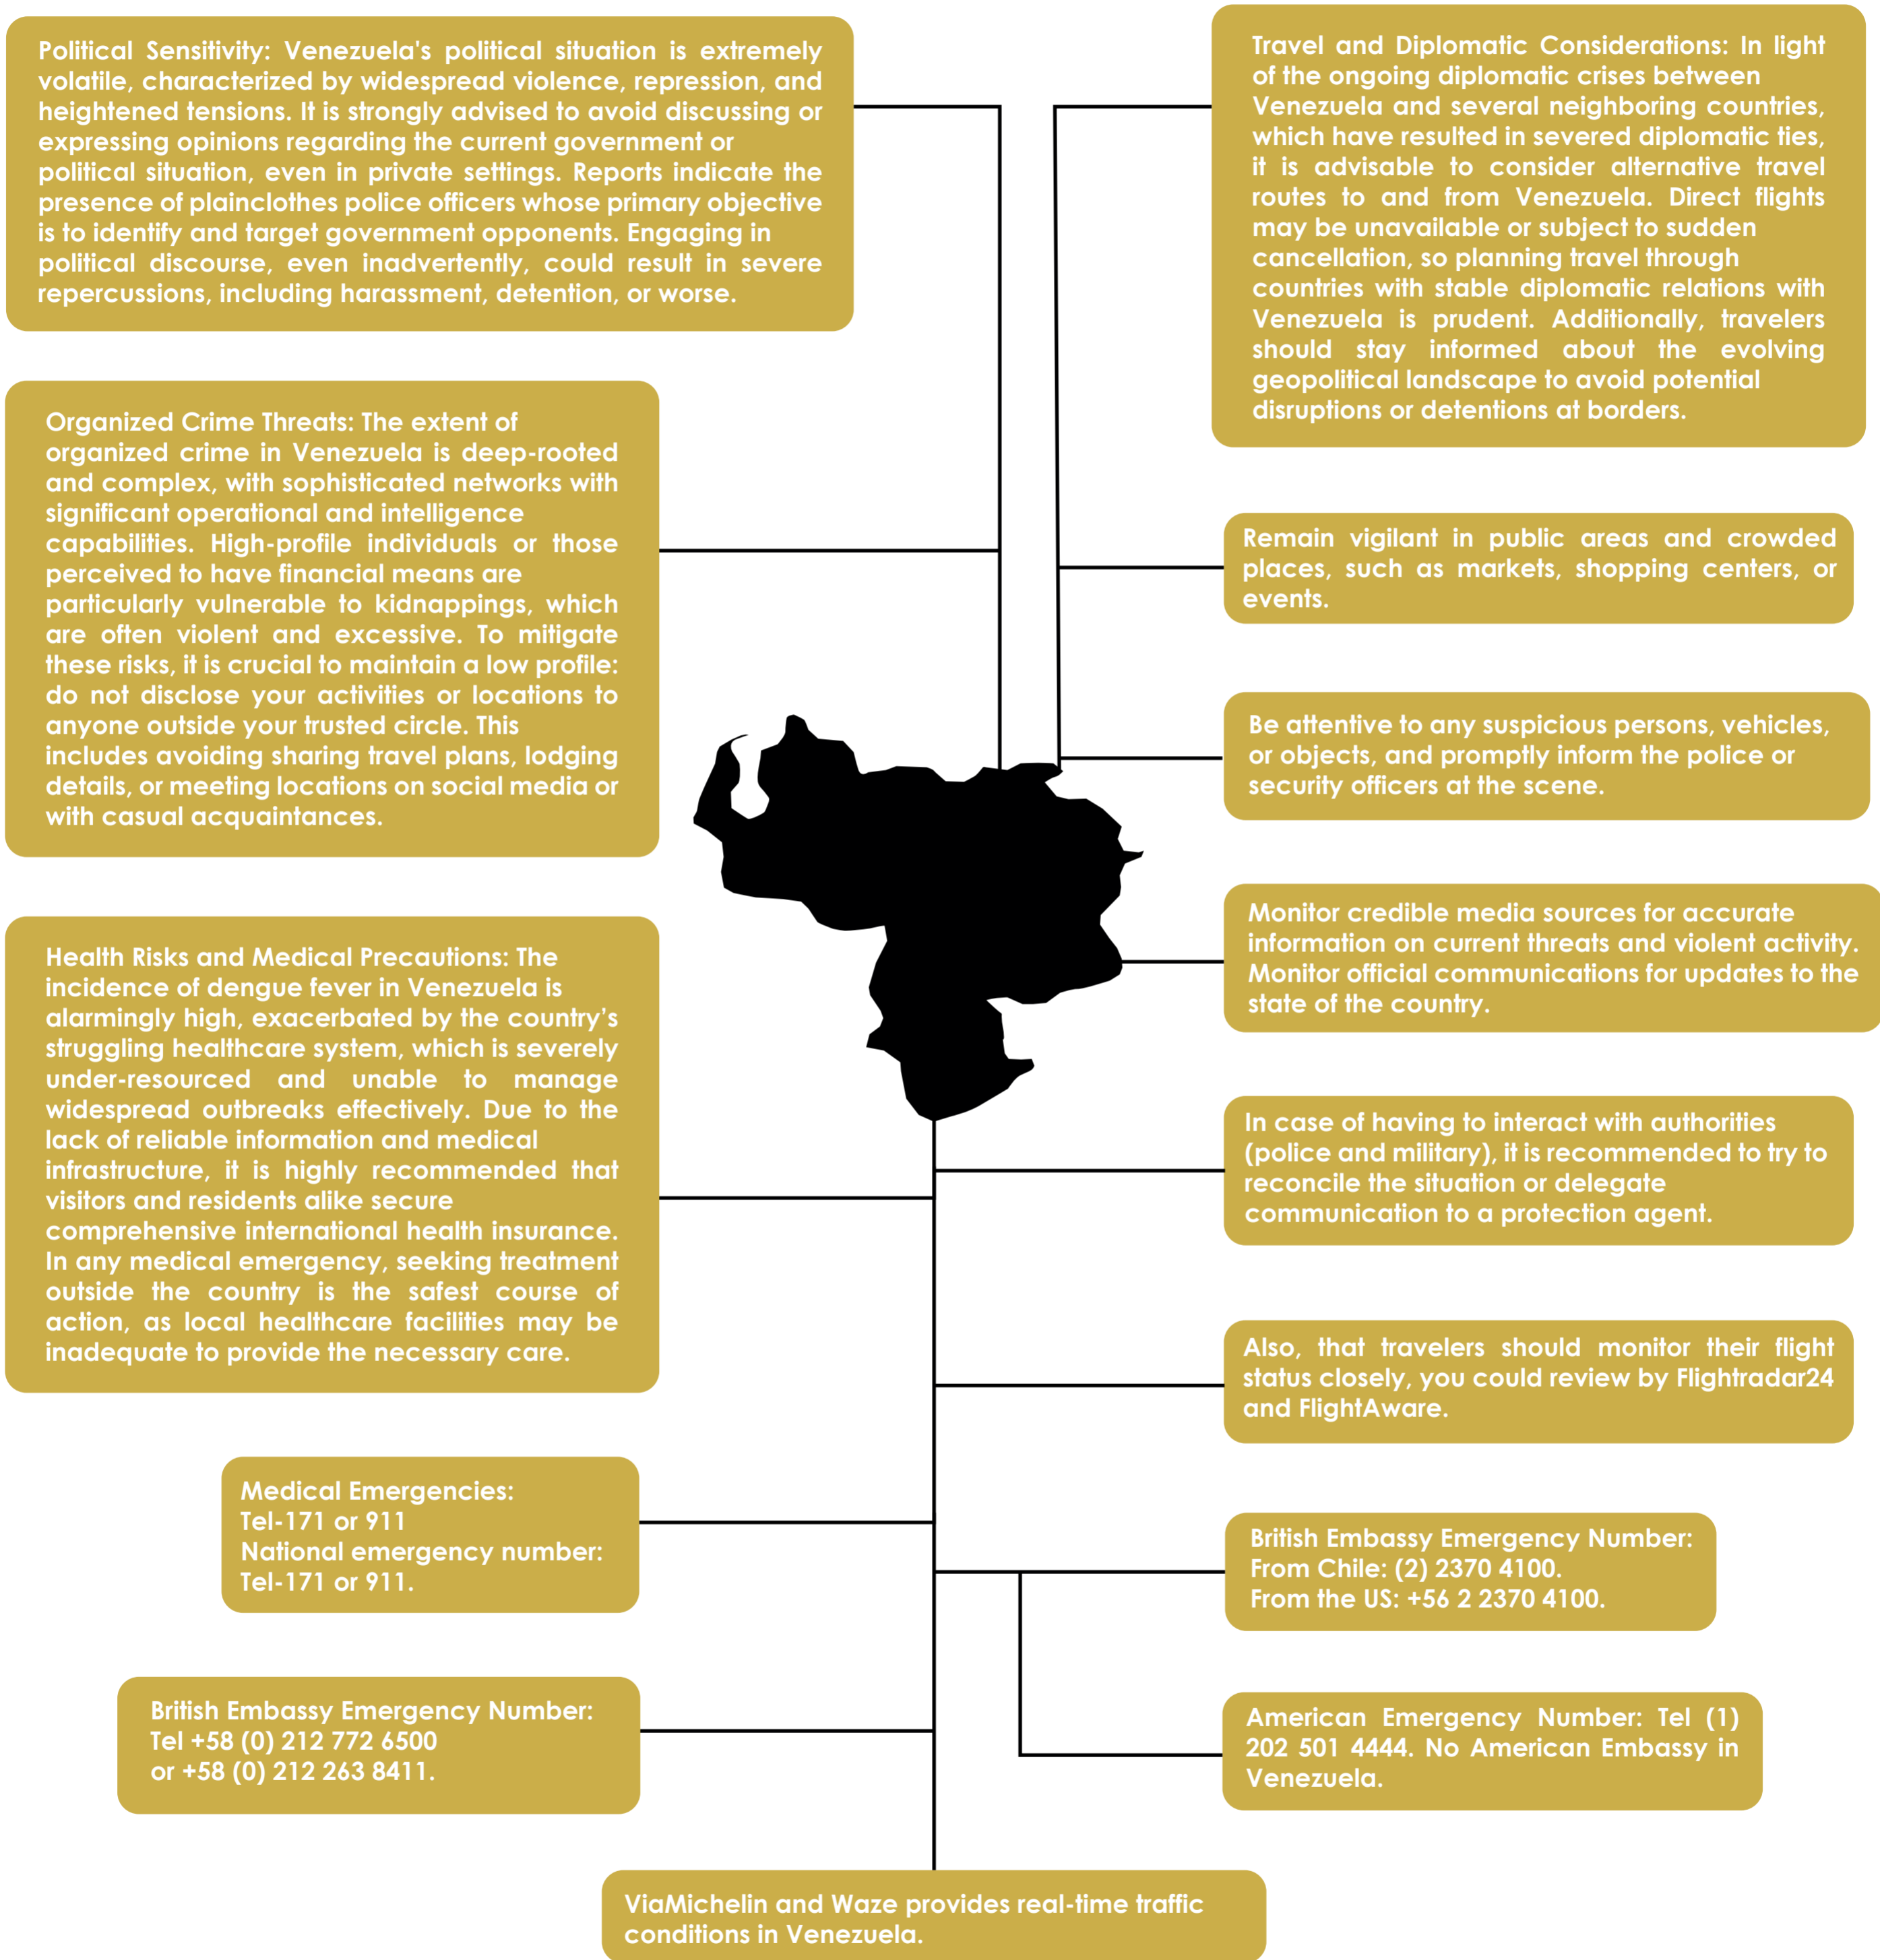 Political Sensitivity: Venezuela's political situation is extremely
volatile, characterized by widespread violence, repression, and
heightened tensions. It is strongly advised to avoid discussing or
expressing opinions regarding the current government or
political situation, even in private settings. Reports indicate the
presence of plainclothes police officers whose primary objective
is to identify and target government opponents. Engaging in
political discourse, even inadvertently, could result in severe
repercussions, including harassment, detention, or worse.
Travel and Diplomatic Considerations: In light
of the ongoing diplomatic crises between
Venezuela and several neighboring countries,
which have resulted in severed diplomatic ties,
it is advisable to consider alternative travel
routes to and from Venezuela. Direct flights
may be unavailable or subject to sudden
cancellation, so planning travel through
countries with stable diplomatic relations with
Venezuela is prudent. Additionally, travelers
should stay informed about the evolving
geopolitical landscape to avoid potential
disruptions or detentions at borders.
Organized Crime Threats: The extent of
organized crime in Venezuela is deep-rooted
and complex, with sophisticated networks with
significant operational and intelligence
capabilities. High-profile individuals or those
perceived to have financial means are
particularly vulnerable to kidnappings, which
are often violent and excessive. To mitigate
these risks, it is crucial to maintain a low profile:
do not disclose your activities or locations to
anyone outside your trusted circle. This
includes avoiding sharing travel plans, lodging
details, or meeting locations on social media or
with casual acquaintances.
Remain vigilant in public areas and crowded
places, such as markets, shopping centers, or
events.
Be attentive to any suspicious persons, vehicles,
or objects, and promptly inform the police or
security officers at the scene.
Monitor credible media sources for accurate
information on current threats and violent activity.
Monitor official communications for updates to the
state of the country.
Health Risks and Medical Precautions: The
incidence of dengue fever in Venezuela is
alarmingly high, exacerbated by the country’s
struggling healthcare system, which is severely
under-resourced and unable to manage
widespread outbreaks effectively. Due to the
lack of reliable information and medical
infrastructure, it is highly recommended that
visitors and residents alike secure
comprehensive international health insurance.
In any medical emergency, seeking treatment
outside the country is the safest course of
action, as local healthcare facilities may be
inadequate to provide the necessary care.
In case of having to interact with authorities
(police and military), it is recommended to try to
reconcile the situation or delegate
communication to a protection agent.
Also, that travelers should monitor their flight
status closely, you could review by Flightradar24
and FlightAware.
Medical Emergencies:
Tel-171 or 911
National emergency number:
Tel-171 or 911.
British Embassy Emergency Number:
From Chile: (2) 2370 4100.
From the US: +56 2 2370 4100.
British Embassy Emergency Number:
Tel +58 (0) 212 772 6500
or +58 (0) 212 263 8411.
American Emergency Number: Tel (1)
202 501 4444. No American Embassy in
Venezuela.
ViaMichelin and Waze provides real-time traffic
conditions in Venezuela.